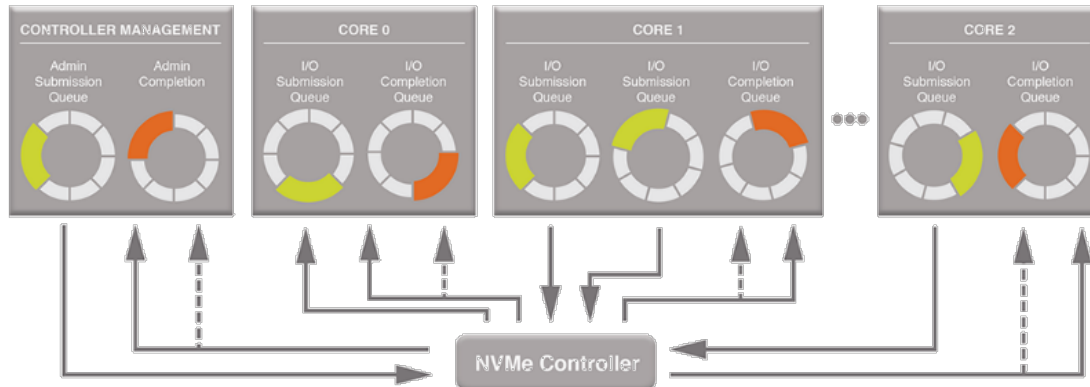 CONTROLLER MANAGEMENT
Admin
Submission
Queue
Admin
Completion
CORE 0
I/O
Submission
Queue
I/O
Completion
Queue
CORE 1
I/O
Submission
Queue
I/O
Submission
Queue
I/O
Completion
Queue
CORE 2
I/O
Submission
Queue
I/O
Completion
Queue
NVMe Controller